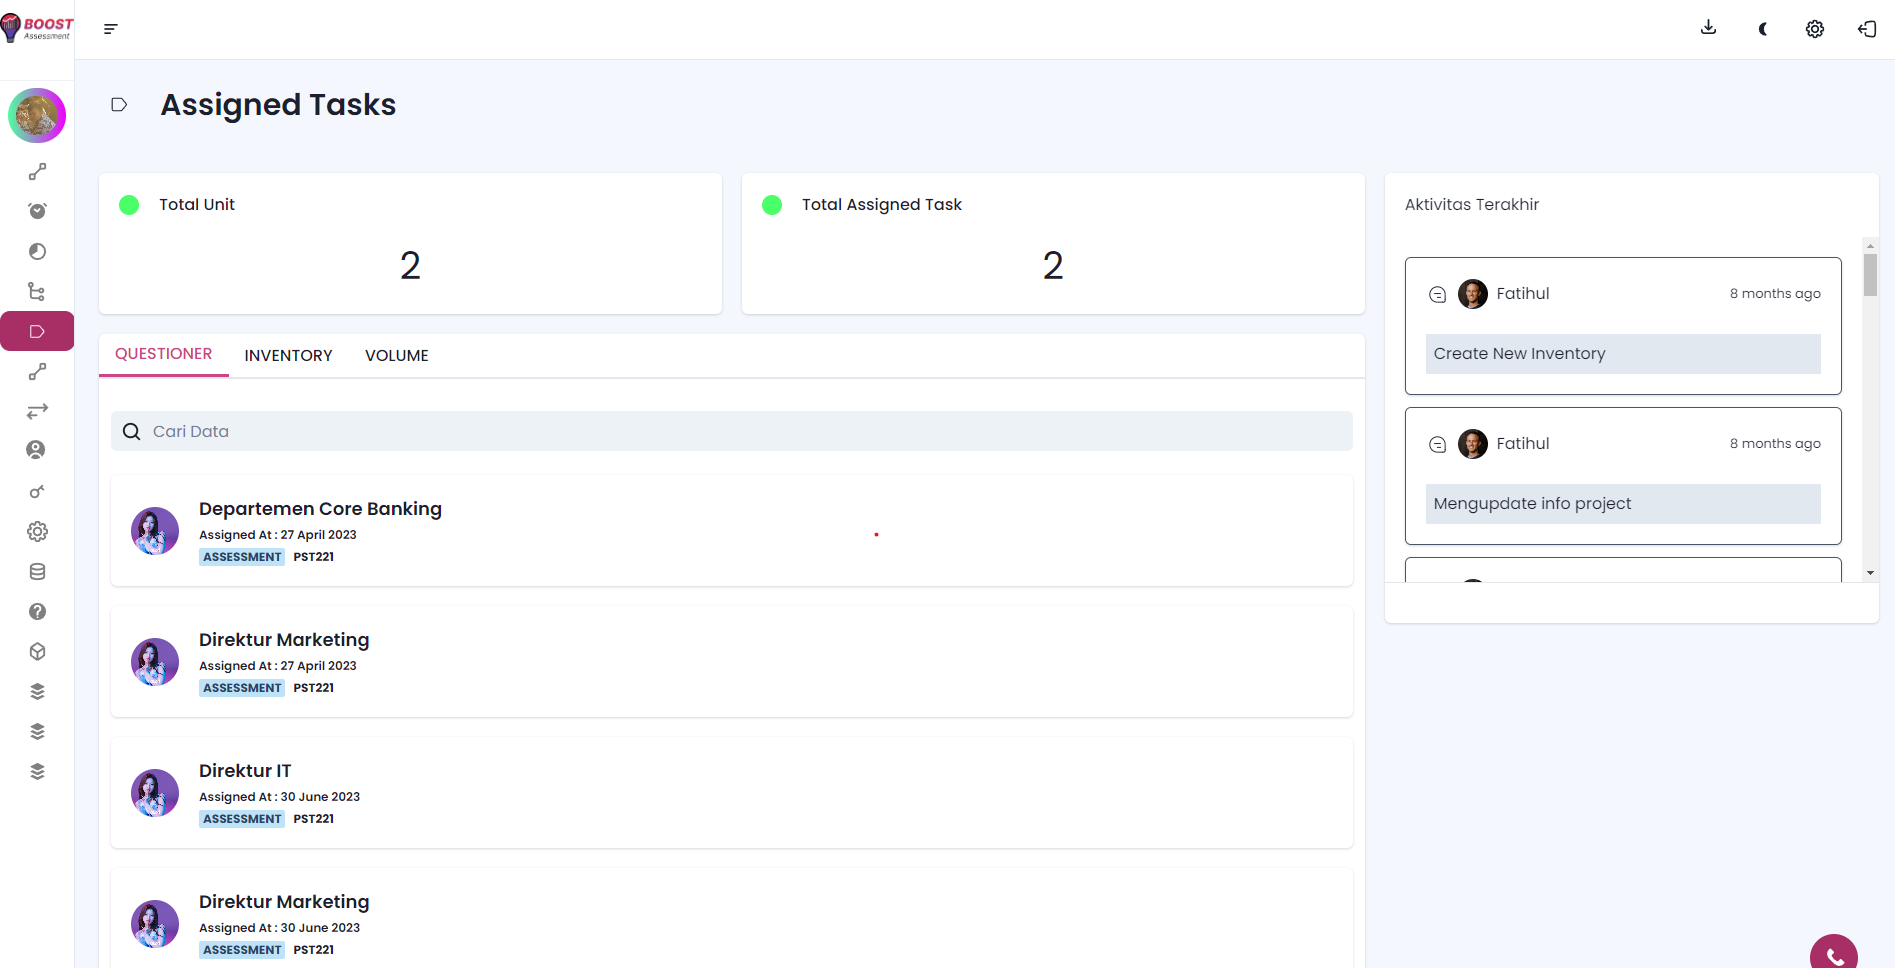 BOOST
Assessment
Assigned Tasks
Total Unit
2
Total Assigned Task
2
Aktivitas Terakhir
Fatihul
8 months ago
Create New Inventory
Fatihul
8 months ago
Mengupdate info project
QUESTIONER
INVENTORY
VOLUME
Cari Data
Departemen Core Banking
Assigned At : 27 April 2023
ASSESSMENT PST221
Direktur Marketing
Assigned At : 27 April 2023
ASSESSMENT PST221
Direktur IT
Assigned At : 30 June 2023
ASSESSMENT PST221
Direktur Marketing
Assigned At : 30 June 2023
ASSESSMENT PST221